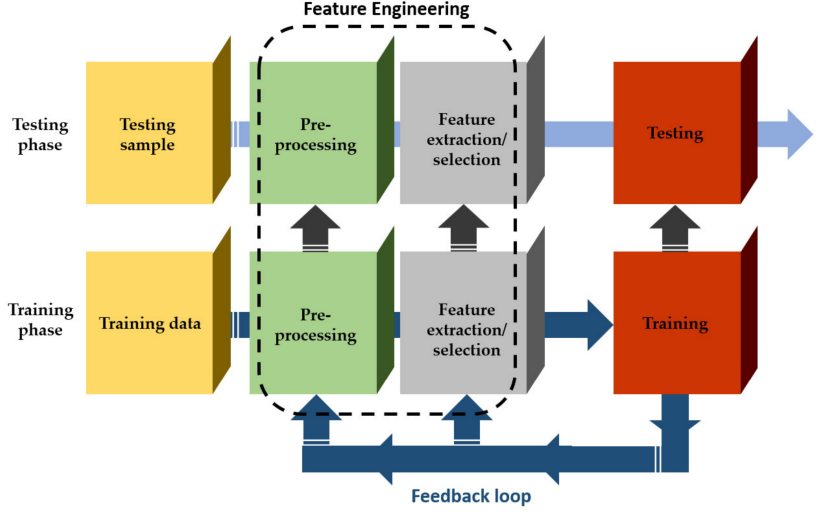 Feature Engineering
Testing
phase
Testing
sample
Pre-
processing
Feature
extraction/
selection
Testing
Training
phase
Training data
Pre-
processing
Feature
extraction/
selection
Training
Feedback loop